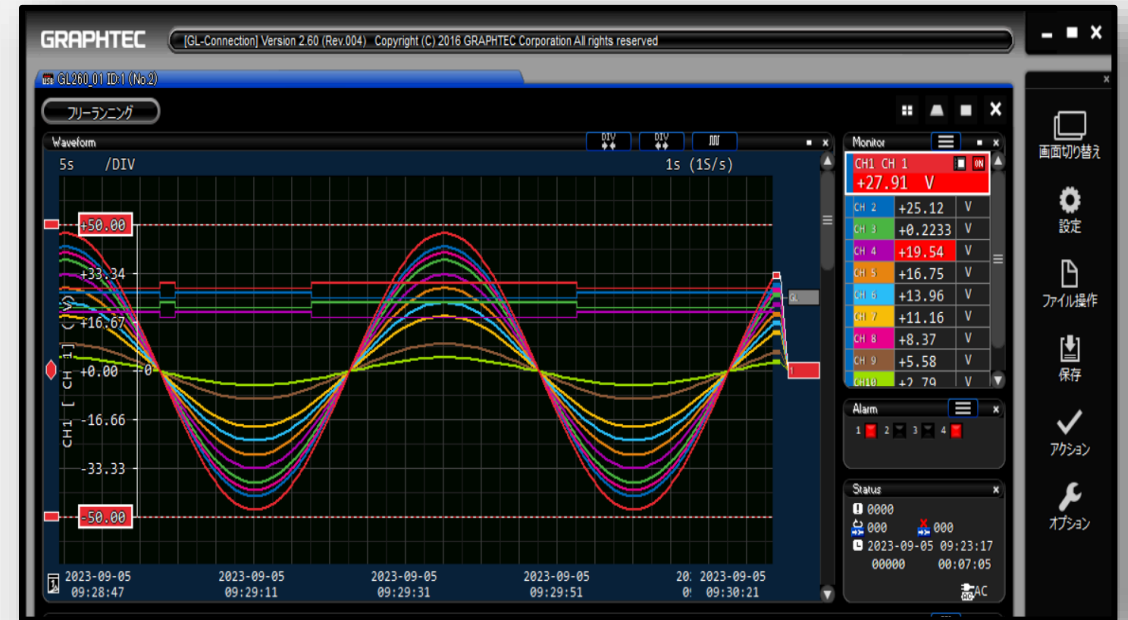 GRAPHTEC
[GL-Connection] Version 2.60 (Rev.004) Copyright (C) 2016 GRAPHTEC Corporation All rights reserved
USB GL260_01 ID:1 (No.2)
フリーランニング
Waveform
DIV
DIV
5s /DIV
1s (1S/s)
CH1 [ CH 1] ( V)
+50.00
+33.34
+16.67
+0.00
0
-16.66
-33.33
-50.00
GL
1
2023-09-05
09:28:47
2023-09-05
09:29:11
2023-09-05
09:29:31
2023-09-05
09:29:51
2023-09-05
09:30:21
Monitor
CH1 CH 1 ON
+27.91 V
CH 2 +25.12 V
CH 3 +0.2233 V
CH 4 +19.54 V
CH 5 +16.75 V
CH 6 +13.96 V
CH 7 +11.16 V
CH 8 +8.37 V
CH 9 +5.58 V
CH10 +2.79 V
Alarm
1 2 3 4
Status
0000
000 000
2023-09-05 09:23:17
00000 00:07:05
AC
画面切り替え
設定
ファイル操作
保存
アクション
オプション